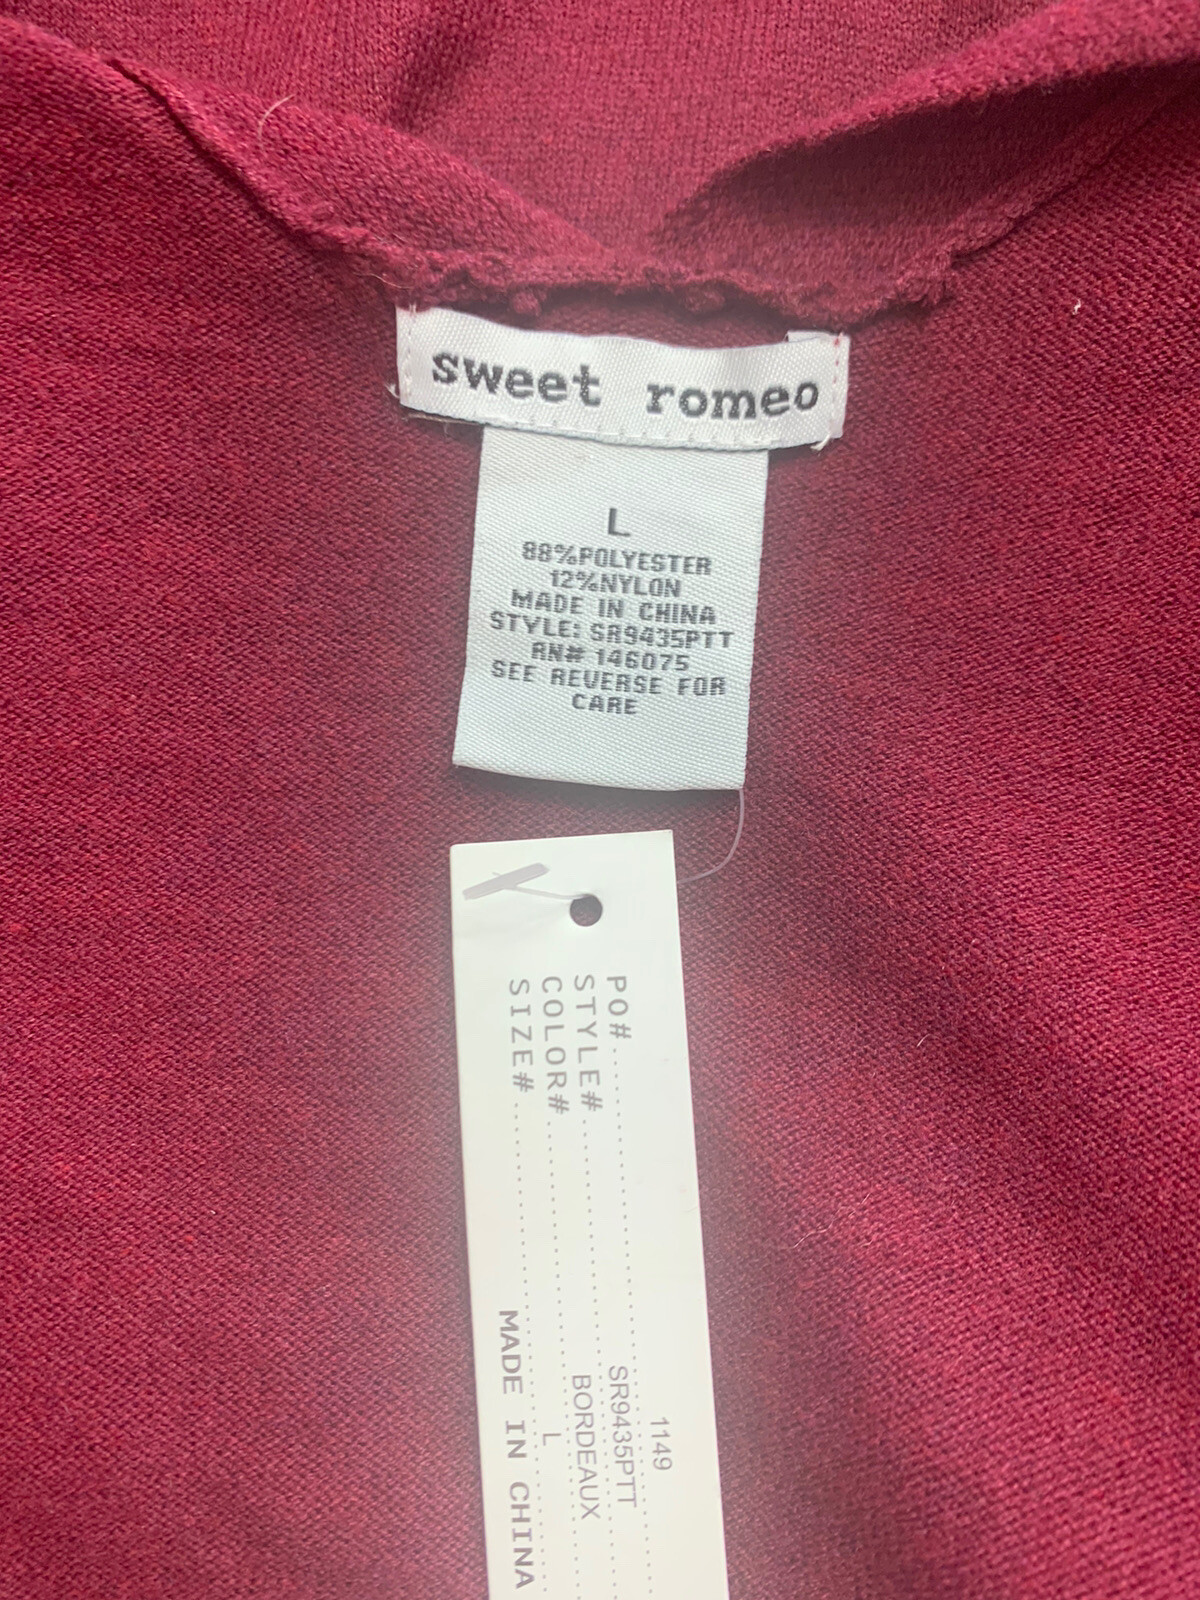 sweet romeo
L
88%POLYESTER
12%NYLON
MADE IN CHINA
STYLE: SR9435PTT
RN# 146075
SEE REVERSE FOR
CARE
PO#.......... 1149
STYLE#.......... SR9435PTT
COLOR#.......... BORDEAUX
SIZE#.......... L
MADE IN CHINA